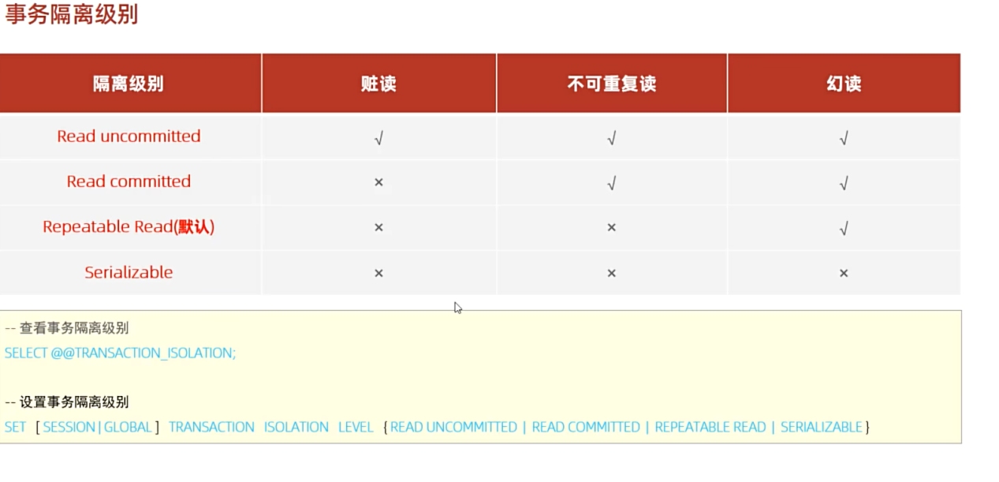 事务隔离级别
隔离级别 脏读 不可重复读 幻读
Read uncommitted √ √ √
Read committed × √ √
Repeatable Read(默认) × × √
Serializable × × ×
-- 查看事务隔离级别
SELECT @@TRANSACTION_ISOLATION;
-- 设置事务隔离级别
SET [ SESSION | GLOBAL ] TRANSACTION ISOLATION LEVEL { READ UNCOMMITTED | READ COMMITTED | REPEATABLE READ | SERIALIZABLE }